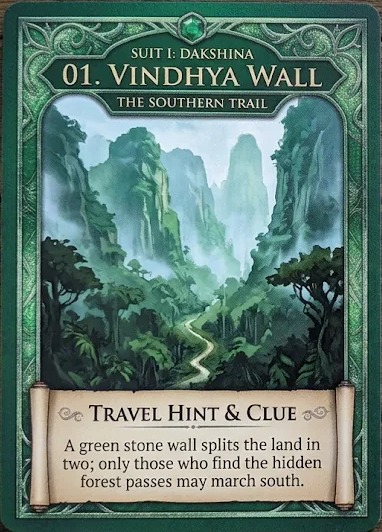 SUIT I: DAKSHINA
01. VINDHYA WALL
THE SOUTHERN TRAIL
TRAVEL HINT & CLUE
A green stone wall splits the land in
two; only those who find the hidden
forest passes may march south.